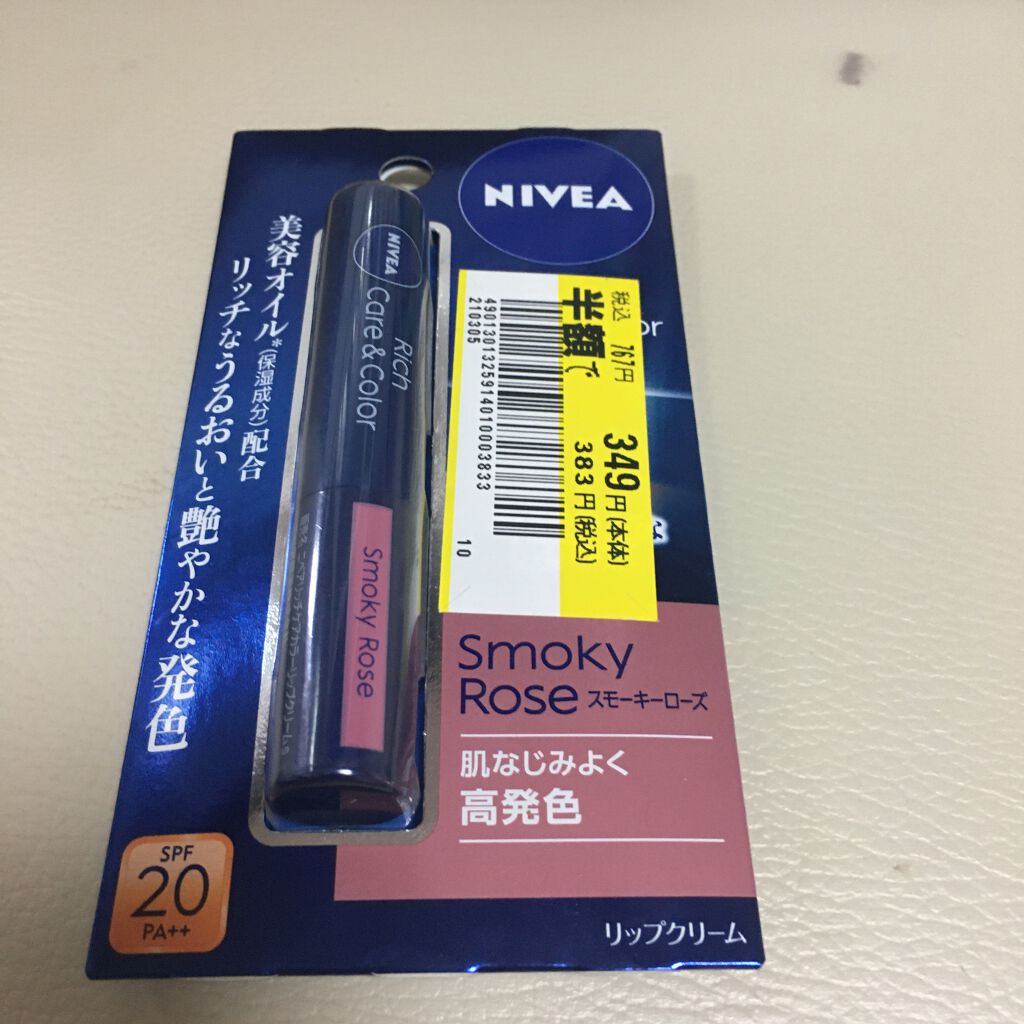 NIVEA
美容オイル*(保湿成分)配合
リッチなうるおいと艶やかな発色
NIVEA
Rich
Care & Color
Smoky Rose
税込 767円
半額で
349円(本体)
383円(税込)
4901301325914010003833
210305
10
or
Smoky
Rose スモーキーローズ
肌なじみよく
高発色
SPF
20
PA++
リップクリーム